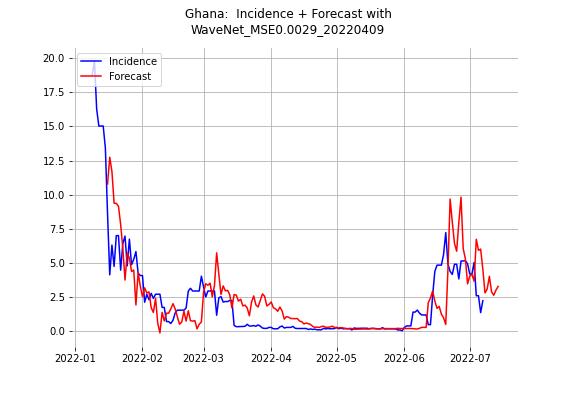 Ghana:  Incidence + Forecast with
WaveNet_MSE0.0029_20220409
20.0
17.5
15.0
12.5
10.0
7.5
5.0
2.5
0.0
Incidence
Forecast
2022-01 2022-02 2022-03 2022-04 2022-05 2022-06 2022-07